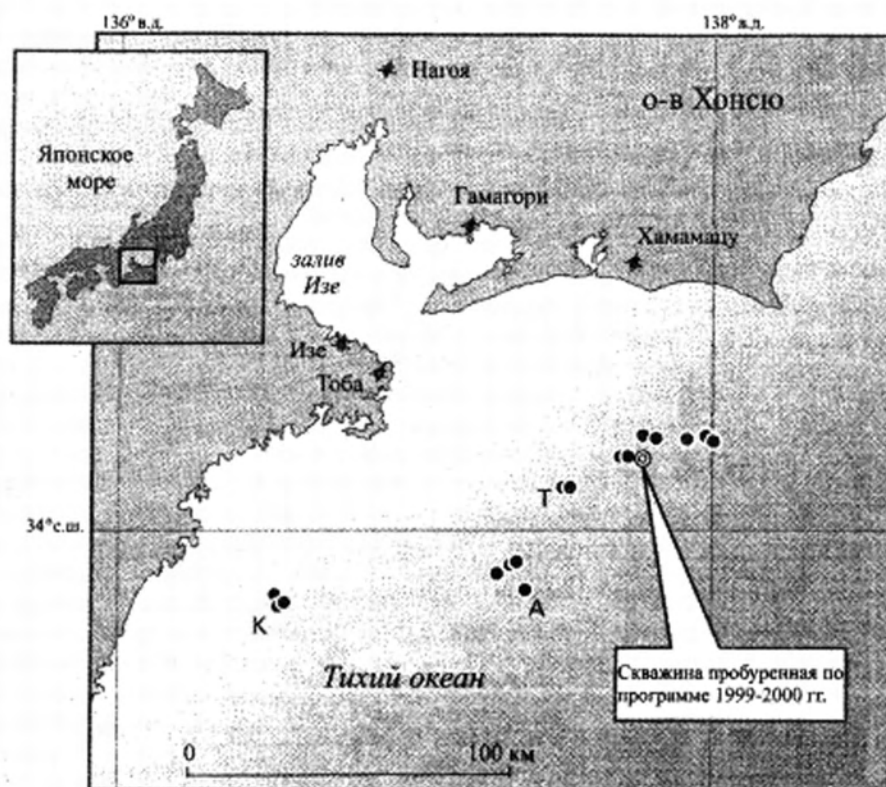 136° в.д.
138° в.д.
Нагоя
о-в Хонсю
Японское
море
Гамагори
Хамамацу
залив
Изе
Изе
Тоба
Т
34° с.ш.
К
А
Скважина пробуренная по
программе 1999-2000 гг.
Тихий океан
0
100 км